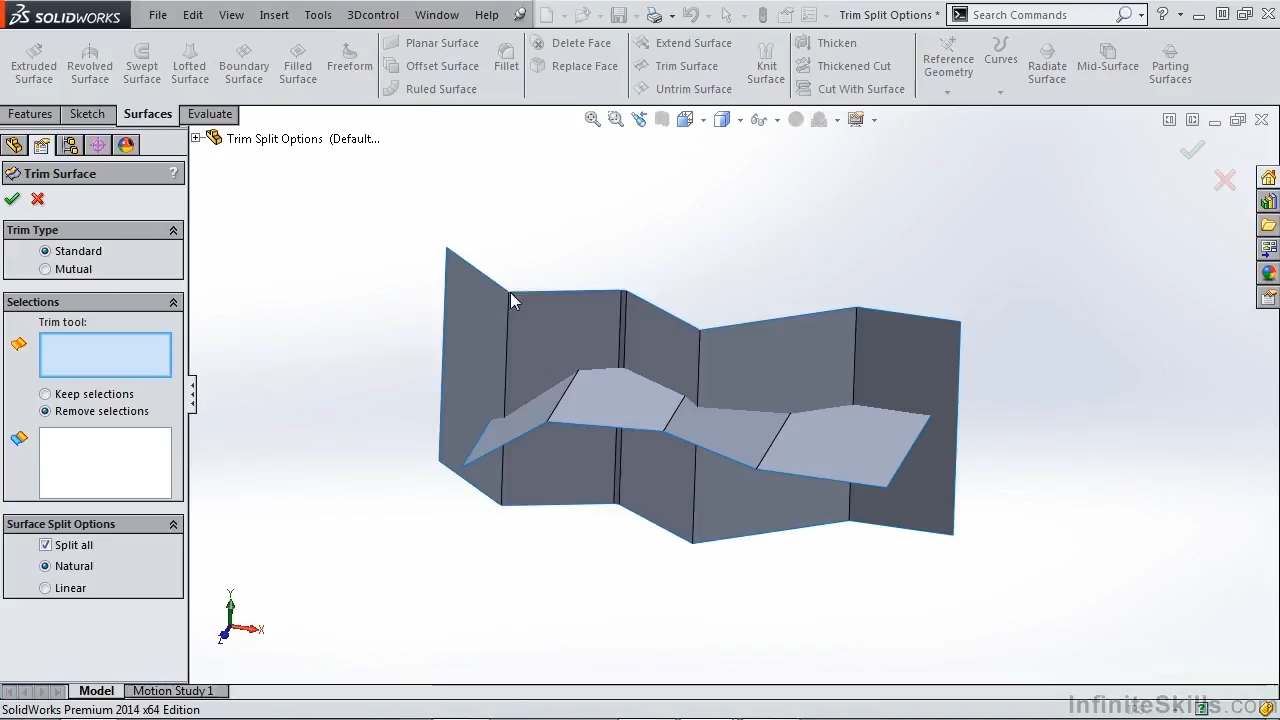 SOLIDWORKS File Edit View Insert Tools 3Dcontrol Window Help Trim Split Options * Search Commands
Extruded Surface Revolved Surface Swept Surface Lofted Surface Boundary Surface Filled Surface Freeform
Planar Surface
Offset Surface
Ruled Surface
Fillet
Delete Face
Replace Face
Extend Surface
Trim Surface
Untrim Surface
Knit Surface
Thicken
Thickened Cut
Cut With Surface
Reference Geometry Curves Radiate Surface Mid-Surface Parting Surfaces
Features Sketch Surfaces Evaluate
Trim Split Options (Default...
Trim Surface ?
Trim Type
Standard
Mutual
Selections
Trim tool:
Keep selections
Remove selections
Surface Split Options
Split all
Natural
Linear
Y
X
Z
Model Motion Study 1
SolidWorks Premium 2014 x64 Edition
InfiniteSkills.com